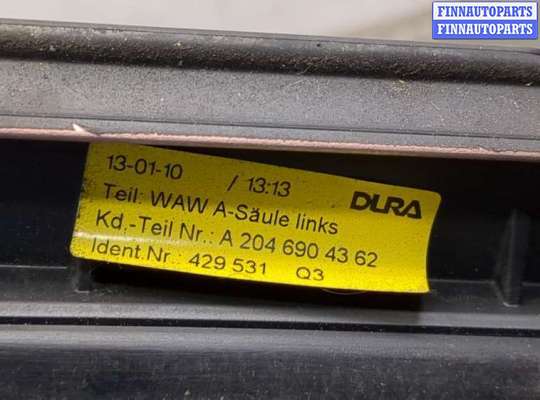 FINNAUTOPARTS
FINNAUTOPARTS
13-01-10 / 13:13 DURA
Teil: WAW A-Säule links
Kd.-Teil Nr.: A 204 690 43 62
Ident.Nr.: 429 531 Q3